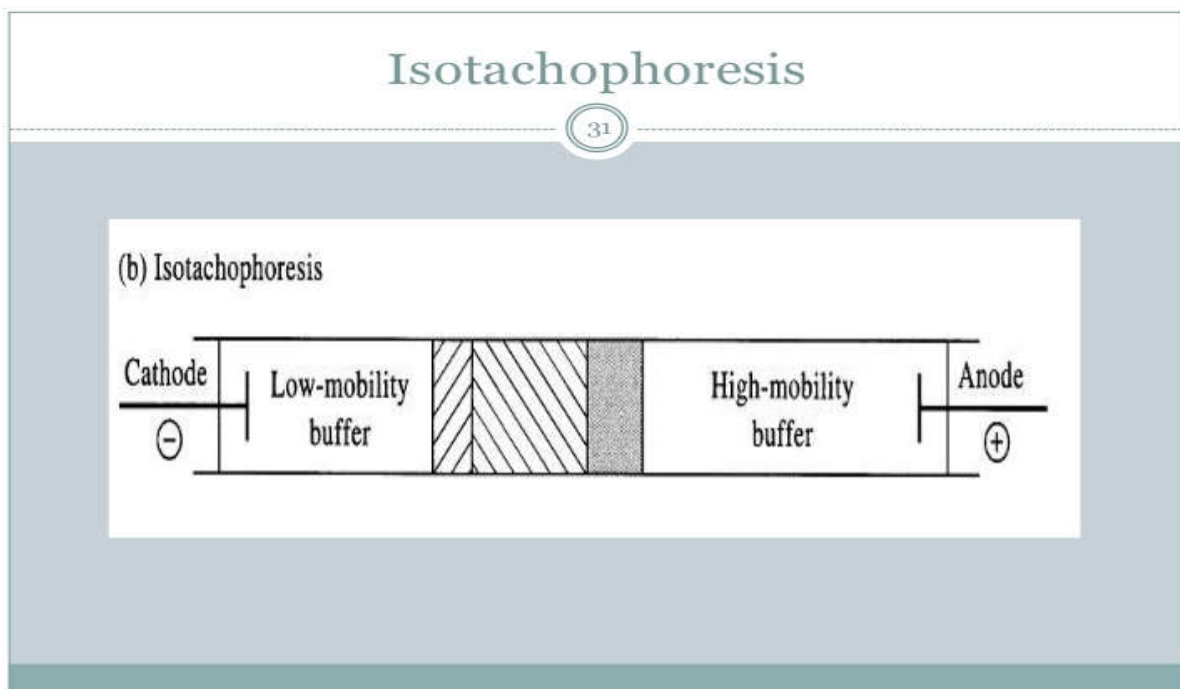 Isotachophoresis
31
(b) Isotachophoresis
Cathode
−
Low-mobility
buffer
High-mobility
buffer
Anode
+